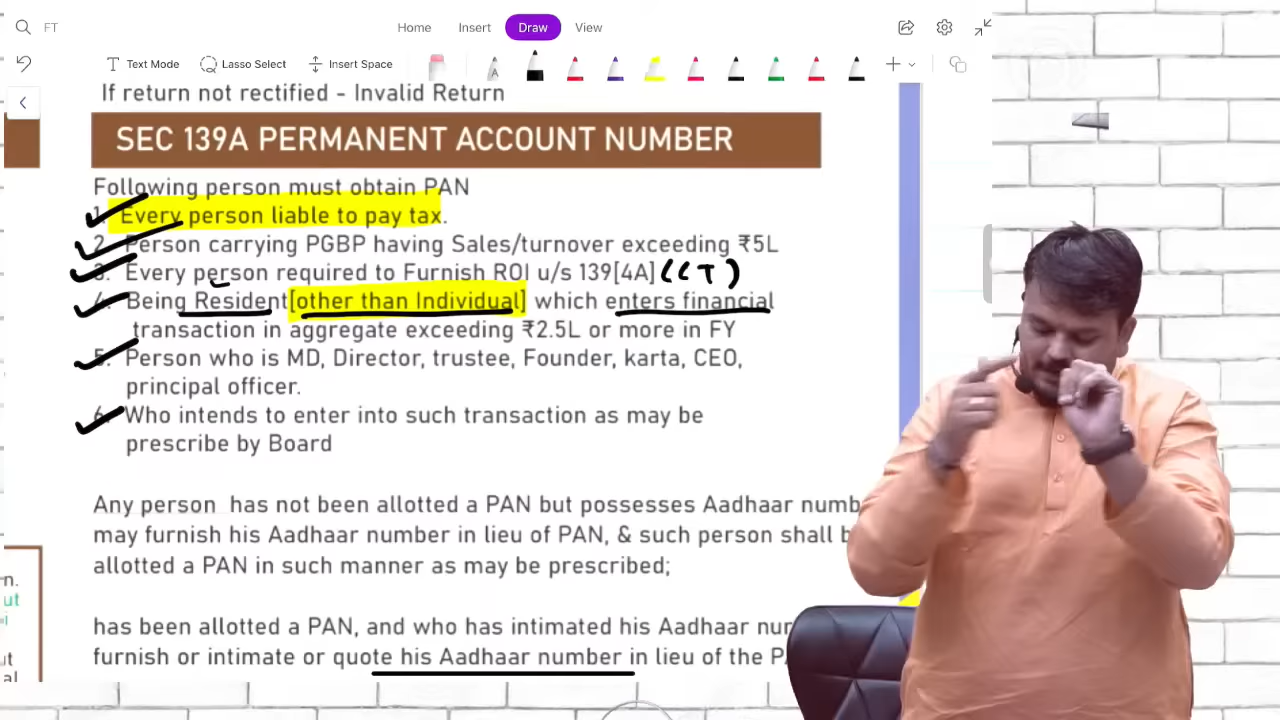 FT
Home Insert Draw View
Text Mode Lasso Select Insert Space
If return not rectified - Invalid Return
SEC 139A PERMANENT ACCOUNT NUMBER
Following person must obtain PAN
1. Every person liable to pay tax.
2. Person carrying PGBP having Sales/turnover exceeding ₹5L
3. Every person required to Furnish ROI u/s 139[4A] (CT)
4. Being Resident[other than Individual] which enters financial
transaction in aggregate exceeding ₹2.5L or more in FY
5. Person who is MD, Director, trustee, Founder, karta, CEO,
principal officer.
6. Who intends to enter into such transaction as may be
prescribe by Board
Any person has not been allotted a PAN but possesses Aadhaar
may furnish his Aadhaar number in lieu of PAN, & such person shall
allotted a PAN in such manner as may be prescribed;
has been allotted a PAN, and who has intimated his Aadhaar
furnish or intimate or quote his Aadhaar number in lieu of the